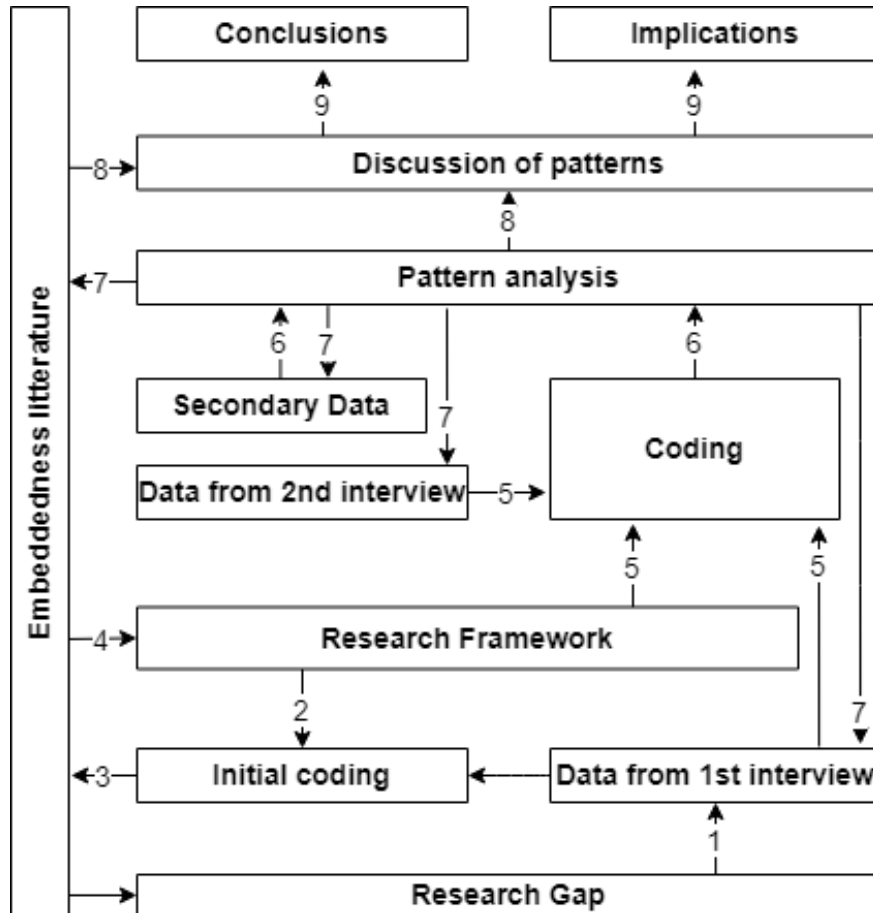 Conclusions
Implications
9
9
8
Discussion of patterns
8
7
Pattern analysis
6
7
6
Secondary Data
7
Coding
Data from 2nd interview
5
5
5
4
Research Framework
2
7
3
Initial coding
Data from 1st interview
1
Research Gap
Embeddedness litterature